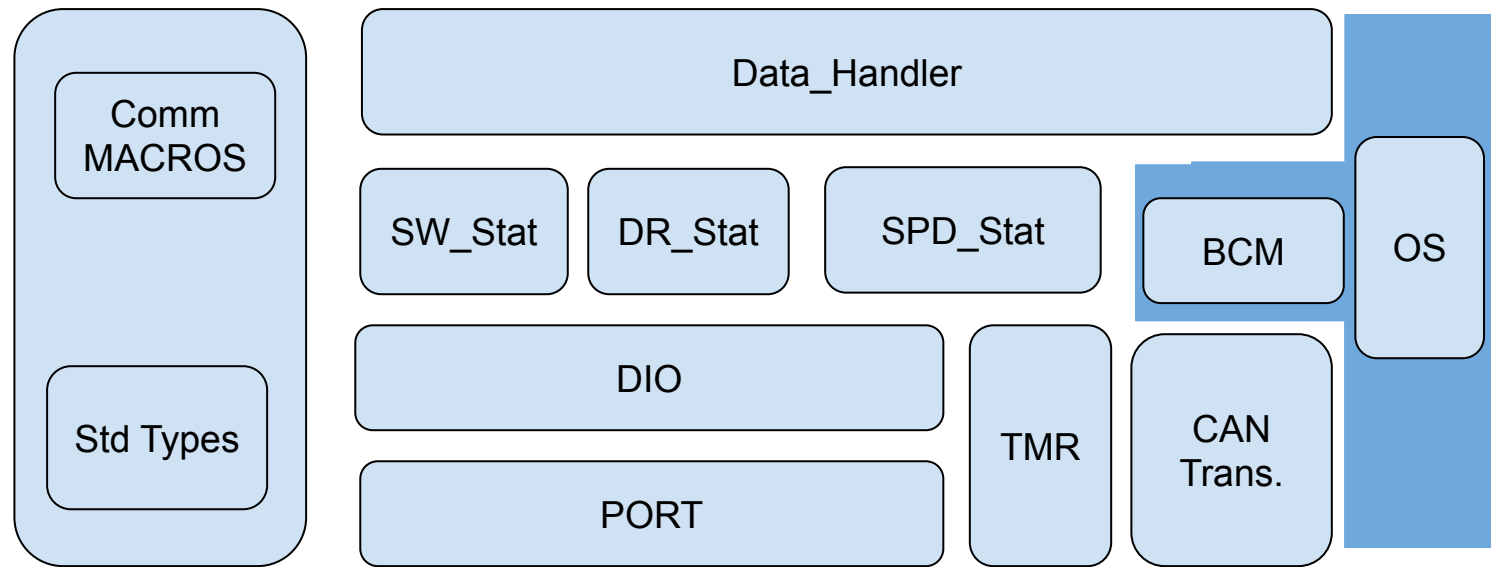 Data_Handler
Comm
MACROS
SW_Stat
DR_Stat
SPD_Stat
BCM
OS
DIO
Std Types
TMR
CAN
Trans.
PORT